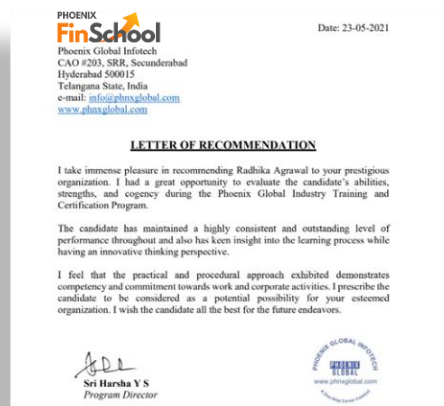 PHOENIX
FinSchool
Date: 23-05-2021
Phoenix Global Infotech
CAO #203, SRR, Secunderabad
Hyderabad 500015
Telangana State, India
e-mail: info@phnxglobal.com
www.phnxglobal.com
LETTER OF RECOMMENDATION
I take immense pleasure in recommending Radhika Agrawal to your prestigious
organization. I had a great opportunity to evaluate the candidate's abilities,
strengths, and cogency during the Phoenix Global Industry Training and
Certification Program.
The candidate has maintained a highly consistent and outstanding level of
performance throughout and also has keen insight into the learning process while
having an innovative thinking perspective.
I feel that the practical and procedural approach exhibited demonstrates
competency and commitment towards work and corporate activities. I prescribe the
candidate to be considered as a potential possibility for your esteemed
organization. I wish the candidate all the best for the future endeavors.
PHOENIX GLOBAL INFOTECH
PHOENIX
GLOBAL
www.phnxglobal.com
Sri Harsha Y S
Program Director